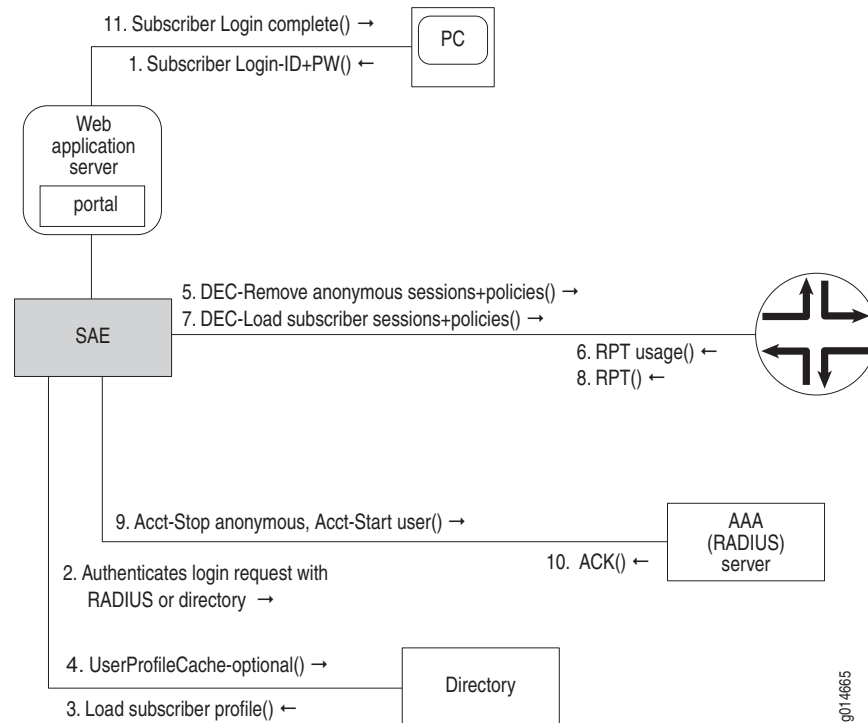 11. Subscriber Login complete() →
PC
1. Subscriber Login-ID+PW() ←
Web
application
server
portal
5. DEC-Remove anonymous sessions+policies() →
7. DEC-Load subscriber sessions+policies() →
SAE
6. RPT usage() ←
8. RPT() ←
9. Acct-Stop anonymous, Acct-Start user() →
AAA
(RADIUS)
server
10. ACK() ←
2. Authenticates login request with
RADIUS or directory →
4. UserProfileCache-optional() →
Directory
3. Load subscriber profile() ←
g014665